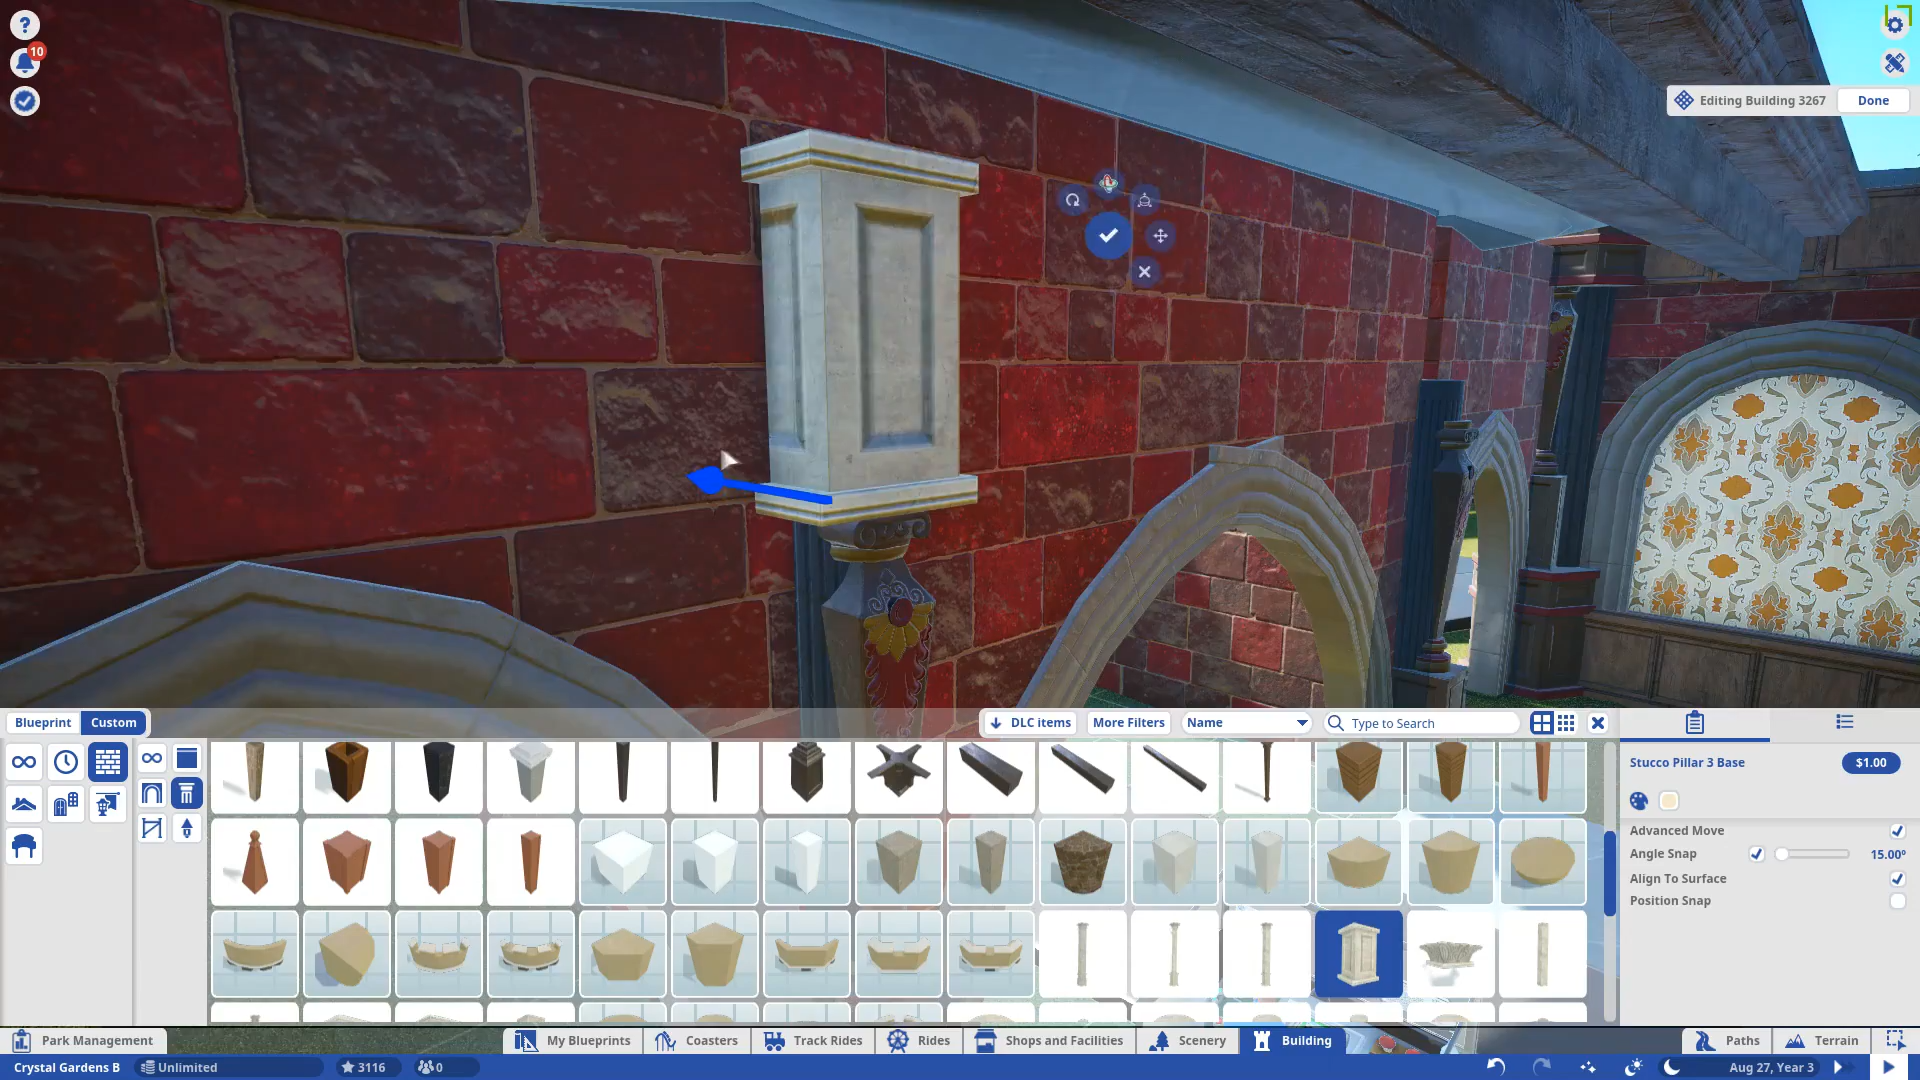 10
Editing Building 3267
Done
Blueprint
Custom
DLC items
More Filters
Name
Type to Search
Stucco Pillar 3 Base
$1.00
Advanced Move
Angle Snap
15.00°
Align To Surface
Position Snap
Park Management
My Blueprints
Coasters
Track Rides
Rides
Shops and Facilities
Scenery
Building
Paths
Terrain
Crystal Gardens B
Unlimited
3116
0
Aug 27, Year 3